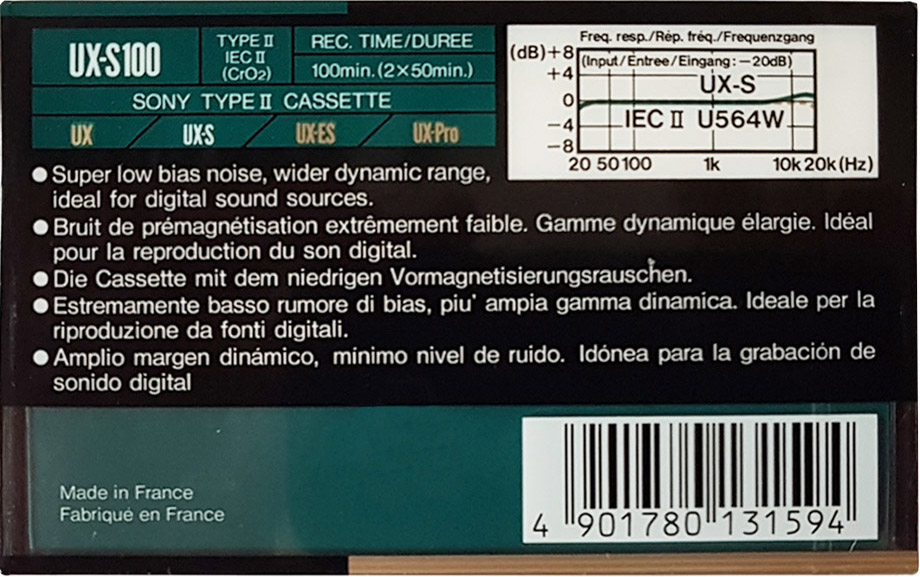 UX-S100
TYPE II
IEC II
(CrO2)
REC. TIME/DUREE
100min. (2×50min.)
SONY TYPE II CASSETTE
UX / UX-S / UX-ES / UX-Pro
Freq. resp./Rép. fréq./Frequenzgang
(dB)+8
(Input/Entree/Eingang:−20dB)
+4
UX-S
0
IEC II U564W
−4
−8
20 50 100 1k 10k 20k (Hz)
● Super low bias noise, wider dynamic range,
ideal for digital sound sources.
● Bruit de prémagnétisation extrêmement faible. Gamme dynamique élargie. Idéal
pour la reproduction du son digital.
● Die Cassette mit dem niedrigen Vormagnetisierungsrauschen.
● Estremamente basso rumore di bias, piu' ampia gamma dinamica. Ideale per la
riproduzione da fonti digitali.
● Amplio margen dinámico, mínimo nivel de ruido. Idónea para la grabación de
sonido digital
Made in France
Fabriqué en France
4 901780 131594